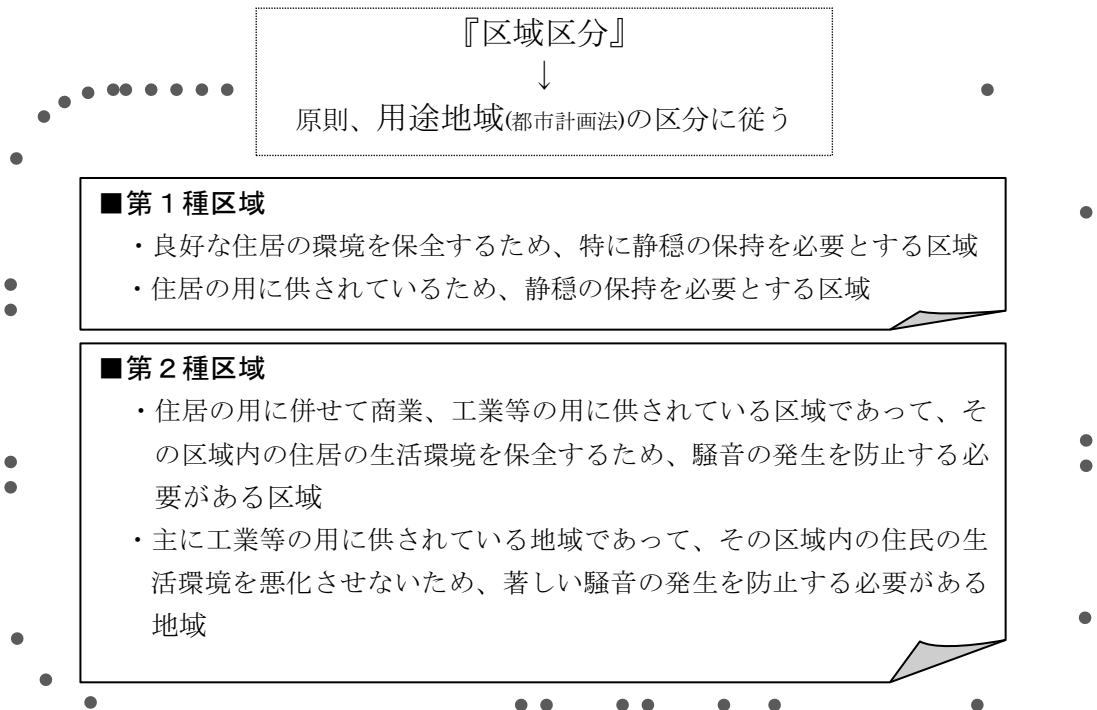 『区域区分』
↓
原則、用途地域(都市計画法)の区分に従う
■第１種区域
・良好な住居の環境を保全するため、特に静穏の保持を必要とする区域
・住居の用に供されているため、静穏の保持を必要とする区域
■第２種区域
・住居の用に併せて商業、工業等の用に供されている区域であって、そ
の区域内の住居の生活環境を保全するため、騒音の発生を防止する必
要がある区域
・主に工業等の用に供されている地域であって、その区域内の住民の生
活環境を悪化させないため、著しい騒音の発生を防止する必要がある
地域